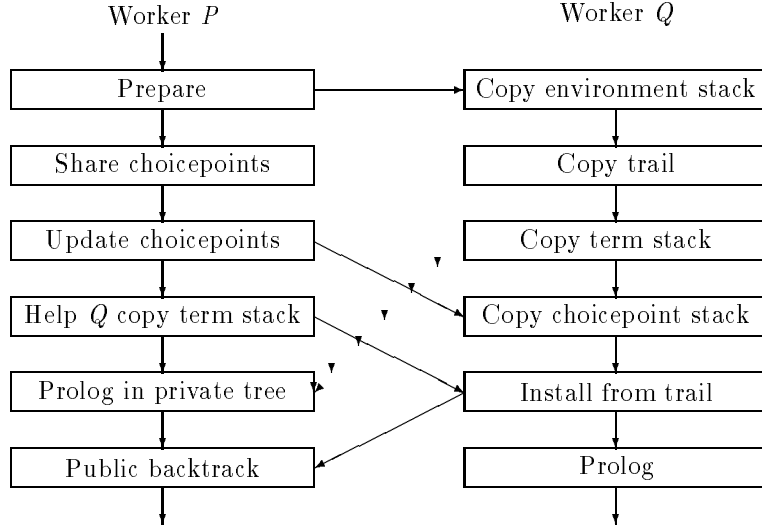 Worker P
Worker Q
Prepare
Copy environment stack
Share choicepoints
Copy trail
Update choicepoints
Copy term stack
Help Q copy term stack
Copy choicepoint stack
Prolog in private tree
Install from trail
Public backtrack
Prolog